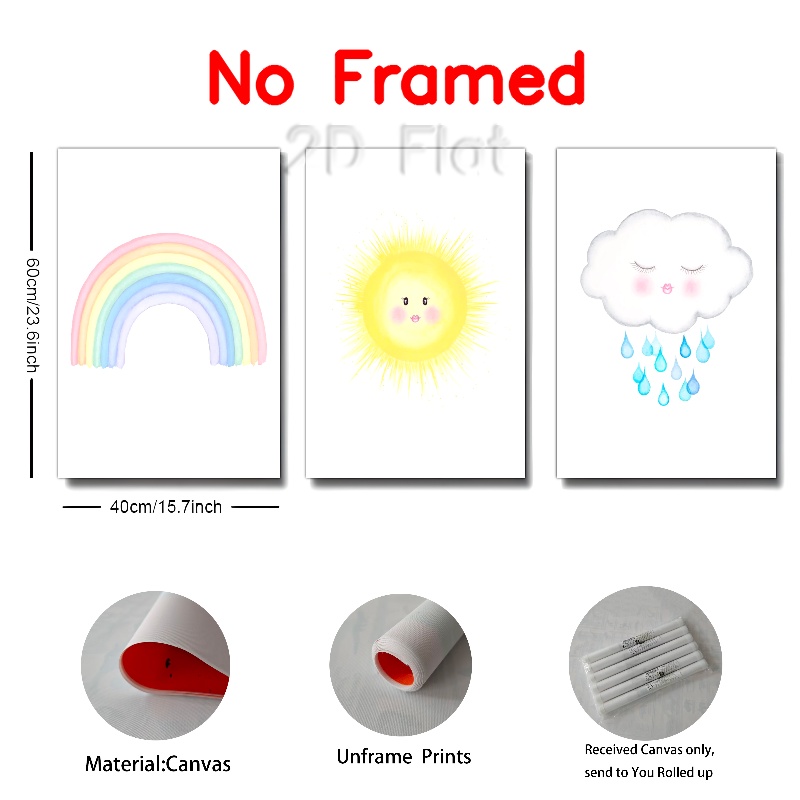 No Framed
2D Flat
60cm/23.6inch
40cm/15.7inch
Material:Canvas
Unframe Prints
Received Canvas only,
send to You Rolled up